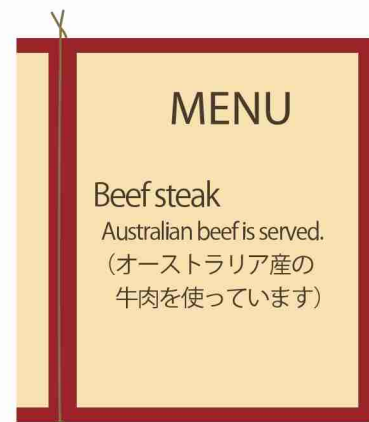 MENU
Beef steak
Australian beef is served.
（オーストラリア産の
牛肉を使っています）